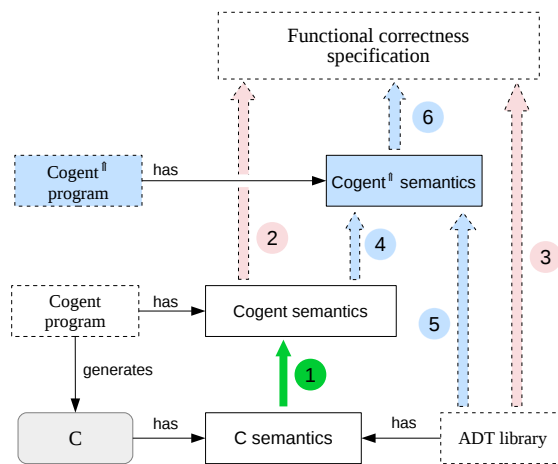 Functional correctness
specification
6
Cogent⇑
program
has
Cogent⇑ semantics
2
4
3
Cogent
program
has
Cogent semantics
5
generates
1
C
has
C semantics
has
ADT library